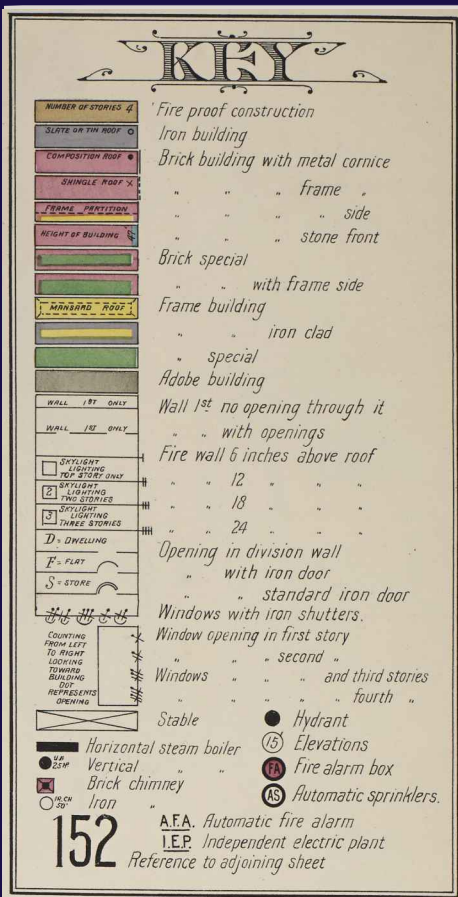 KEY
NUMBER OF STORIES 4 Fire proof construction
SLATE OR TIN ROOF o Iron building
COMPOSITION ROOF ● Brick building with metal cornice
SHINGLE ROOF X „ „ „ frame „
FRAME PARTITION „ „ „ „ side
HEIGHT OF BUILDING „ „ „ stone front
Brick special
„ „ with frame side
MANSARD ROOF Frame building
„ „ iron clad
„ special
Adobe building
WALL 1ST ONLY Wall 1st no opening through it
WALL 1ST ONLY „ „ with openings
SKYLIGHT LIGHTING TOP STORY ONLY Fire wall 6 inches above roof
2 SKYLIGHT LIGHTING TWO STORIES „ „ 12 „ „ „
3 SKYLIGHT LIGHTING THREE STORIES „ „ 18 „ „ „
„ „ 24 „ „ „
D = DWELLING Opening in division wall
F = FLAT „ with iron door
S = STORE „ „ standard iron door
Windows with iron shutters.
COUNTING
FROM LEFT
TO RIGHT
LOOKING
TOWARD
BUILDING
DOT
REPRESENTS
OPENING
Window opening in first story
„ „ „ second „
Windows „ „ „ and third stories
„ „ „ „ fourth „
Stable ● Hydrant
Horizontal steam boiler 15 Elevations
25 HP Vertical „ „ FA Fire alarm box
Brick chimney
IR. CH 50' Iron „ AS Automatic sprinklers.
A.F.A. Automatic fire alarm
I.E.P. Independent electric plant
152 Reference to adjoining sheet